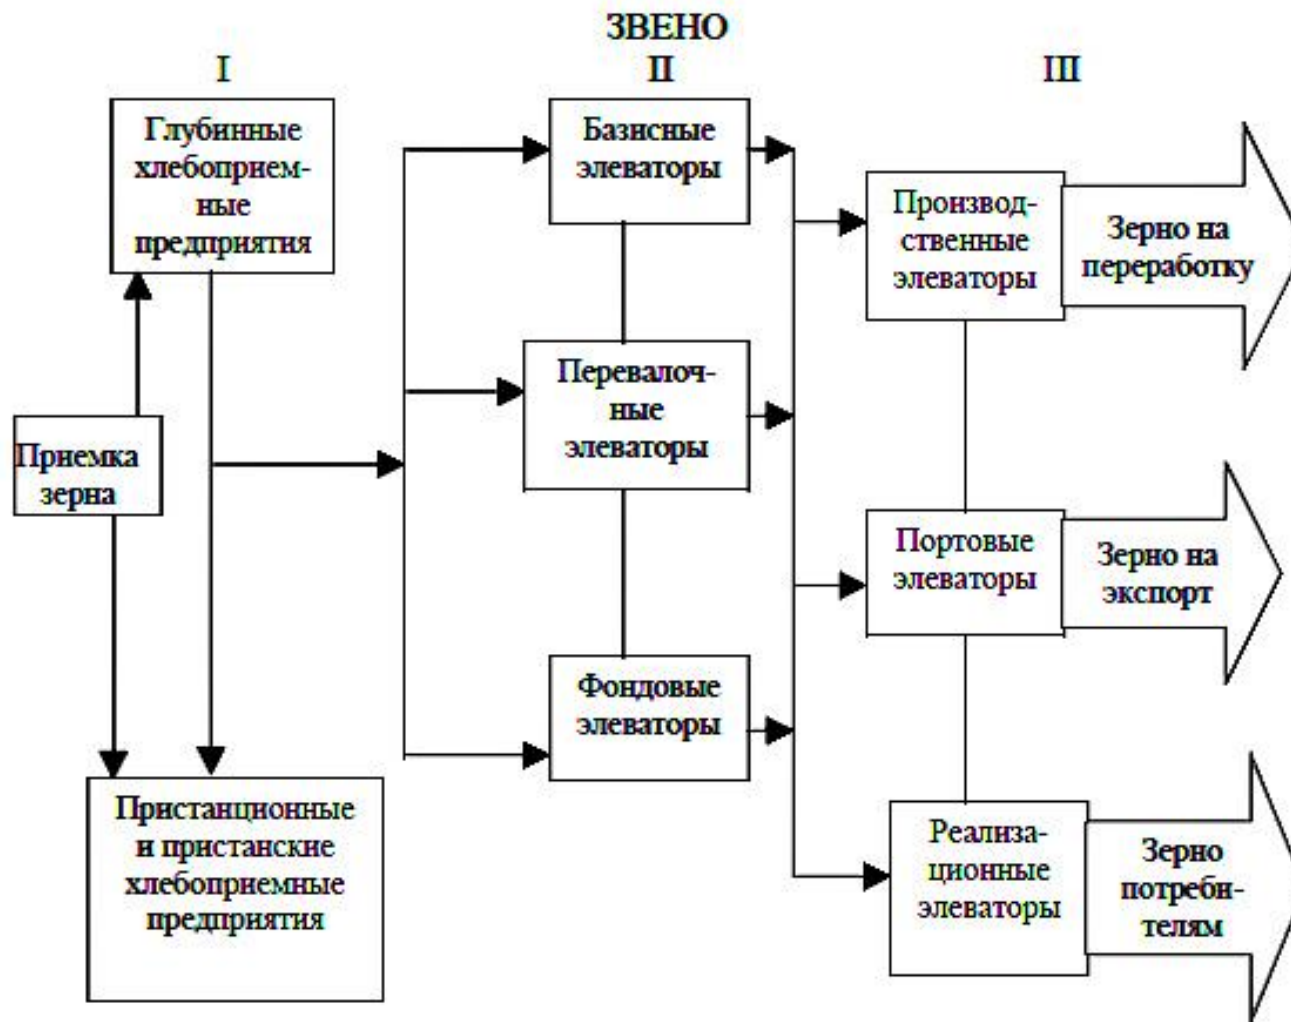 ЗВЕНО
I
II
III
Глубинные
хлебоприем-
ные
предприятия
Приемка
зерна
Пристанционные
и пристанские
хлебоприемные
предприятия
Базисные
элеваторы
Перевалоч-
ные
элеваторы
Фондовые
элеваторы
Производ-
ственные
элеваторы
Зерно на
переработку
Портовые
элеваторы
Зерно на
экспорт
Реализа-
ционные
элеваторы
Зерно
потреби-
телям